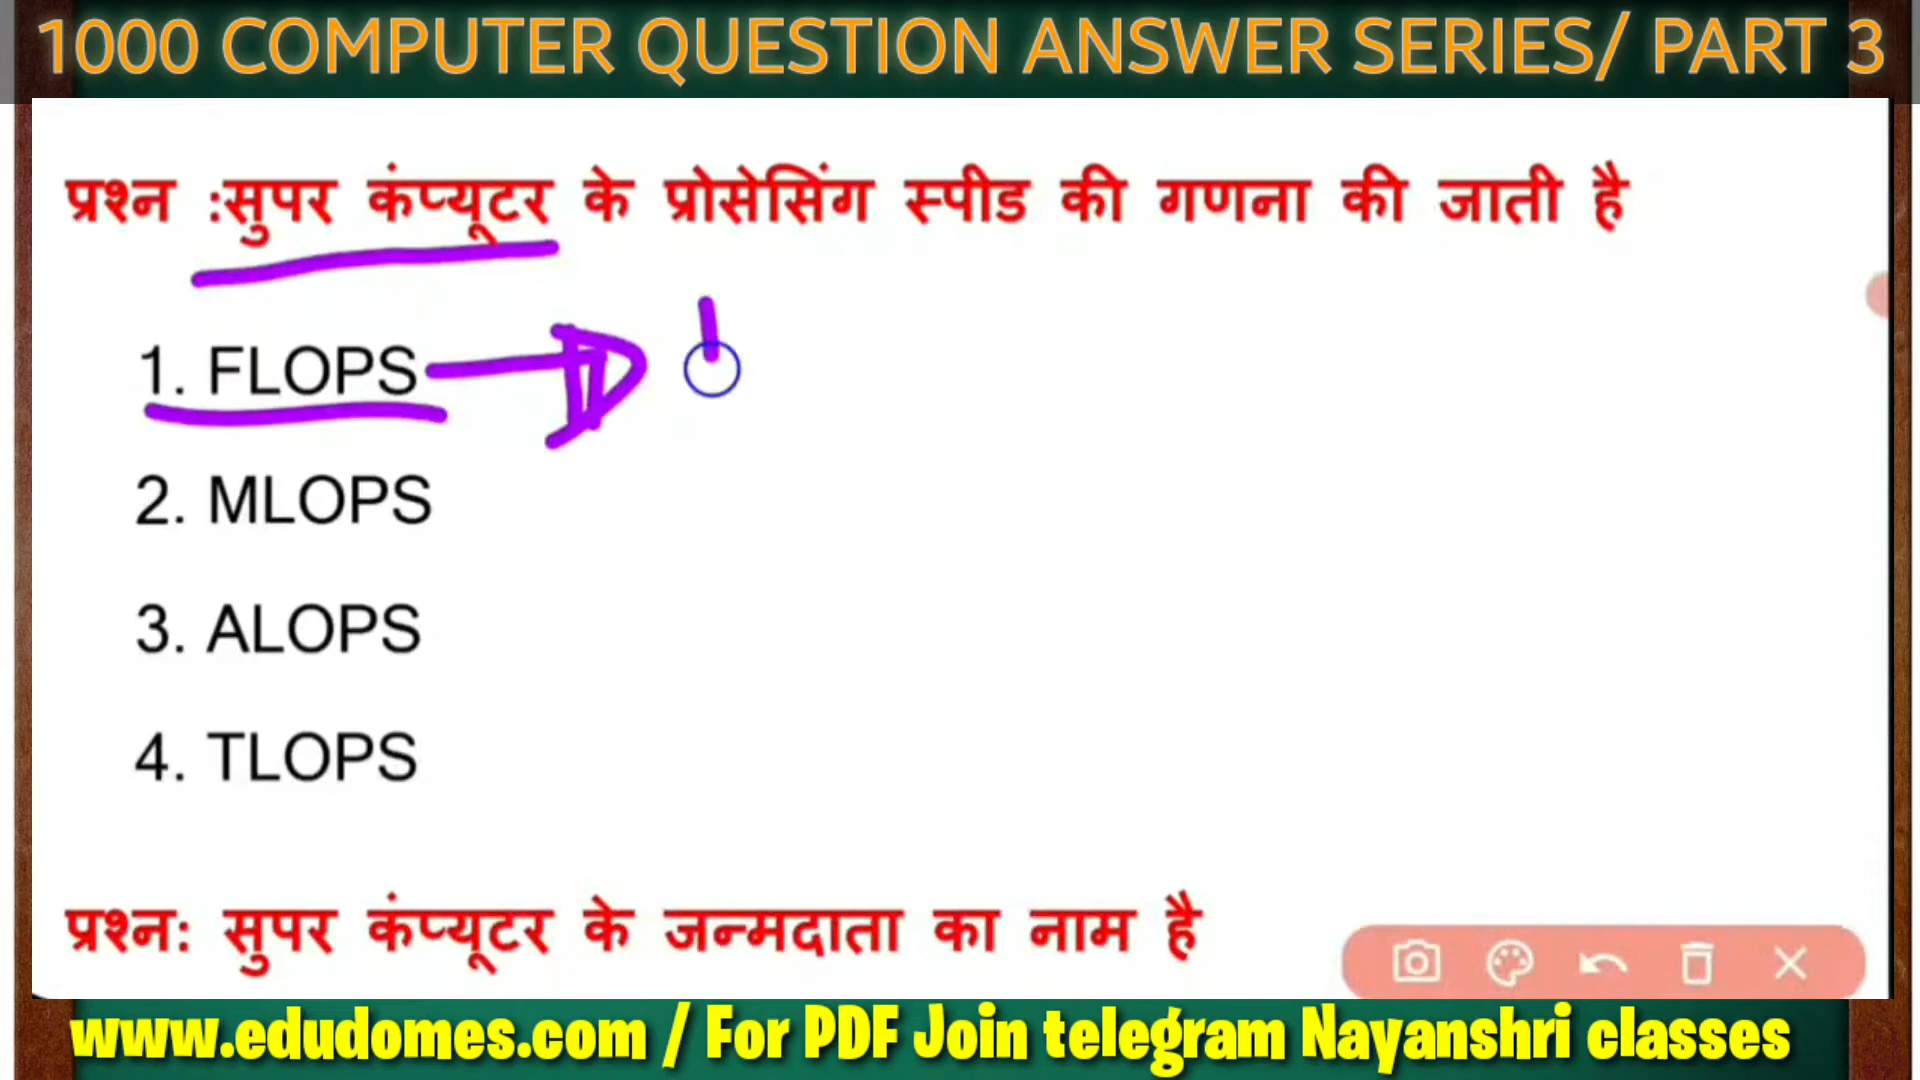 1000 COMPUTER QUESTION ANSWER SERIES/ PART 3
प्रश्न :सुपर कंप्यूटर के प्रोसेसिंग स्पीड की गणना की जाती है
1. FLOPS
2. MLOPS
3. ALOPS
4. TLOPS
प्रश्न: सुपर कंप्यूटर के जन्मदाता का नाम है
www.edudomes.com / For PDF Join telegram Nayanshri classes